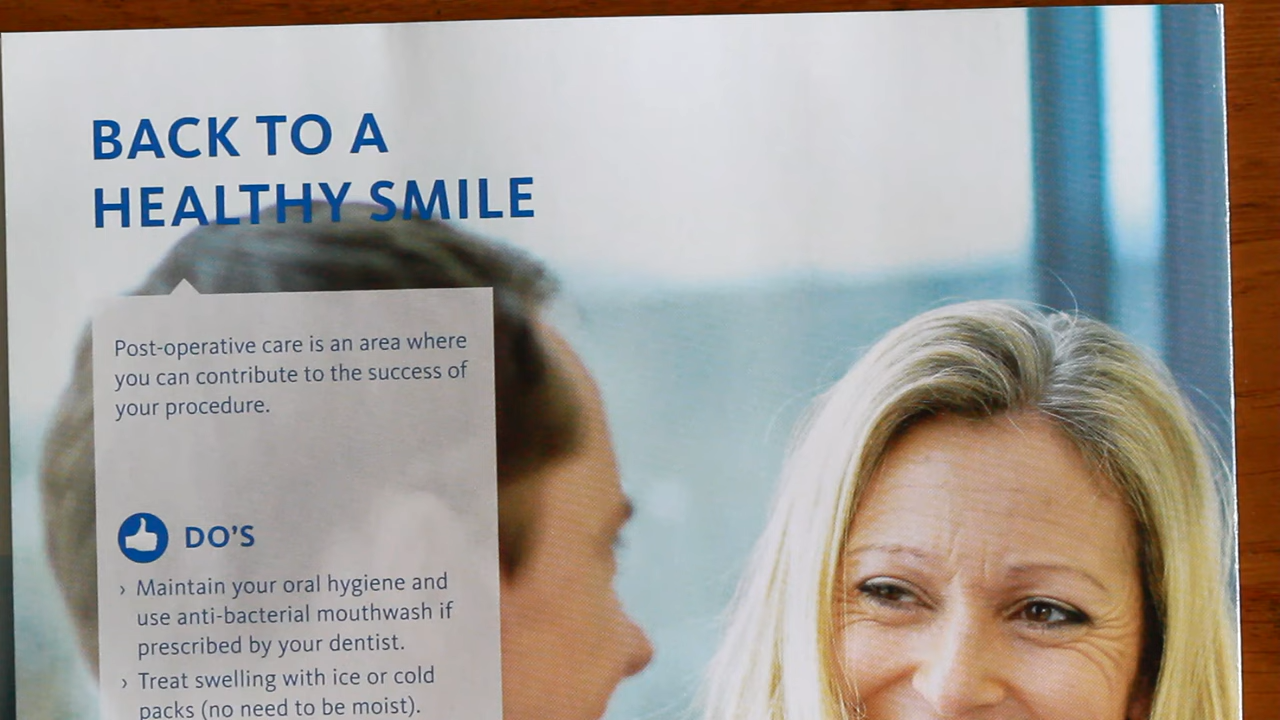 BACK TO A
HEALTHY SMILE
Post-operative care is an area where
you can contribute to the success of
your procedure.
DO'S
› Maintain your oral hygiene and
use anti-bacterial mouthwash if
prescribed by your dentist.
› Treat swelling with ice or cold
packs (no need to be moist).